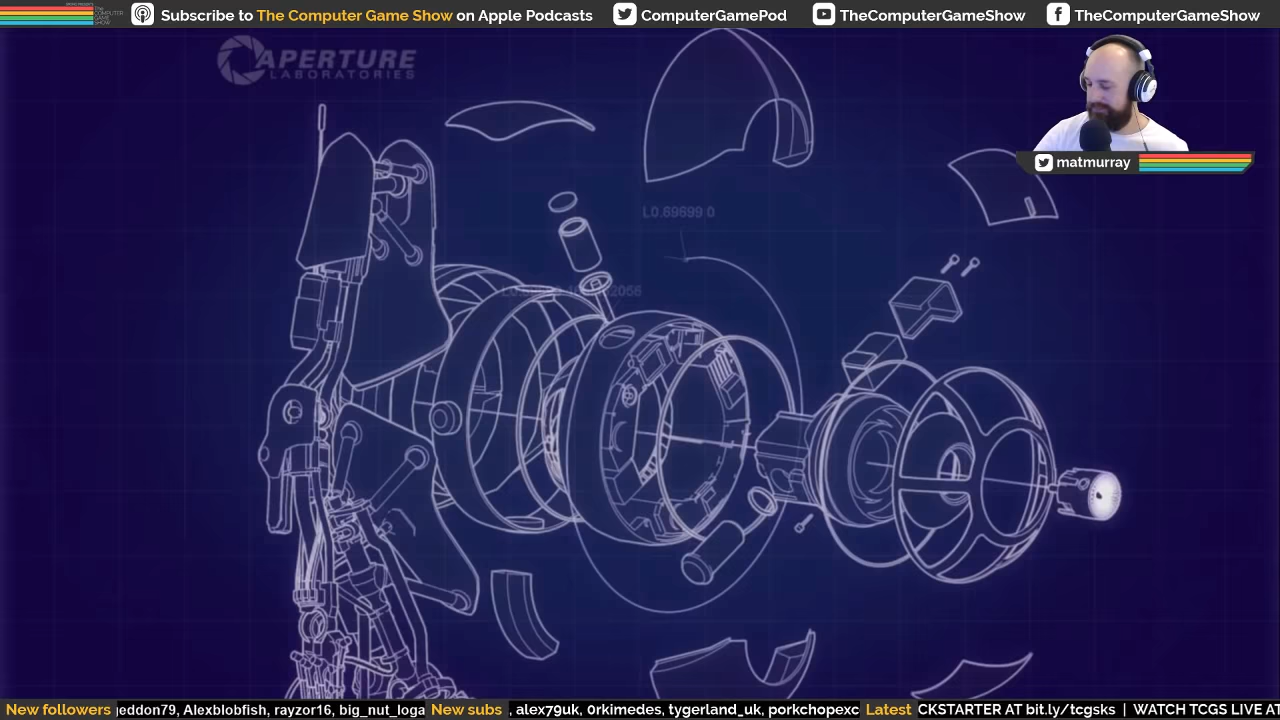 Subscribe to The Computer Game Show on Apple Podcasts
ComputerGamePod
TheComputerGameShow
TheComputerGameShow
APERTURE
LABORATORIES
matmurray
L0.69699 0
New followers
eddon79, Alexblobfish, rayzor16, big_nut_loga
New subs
, alex79uk, 0rkimedes, tygerland_uk, porkchopexc
Latest
CKSTARTER AT bit.ly/tcgsks | WATCH TCGS LIVE AT